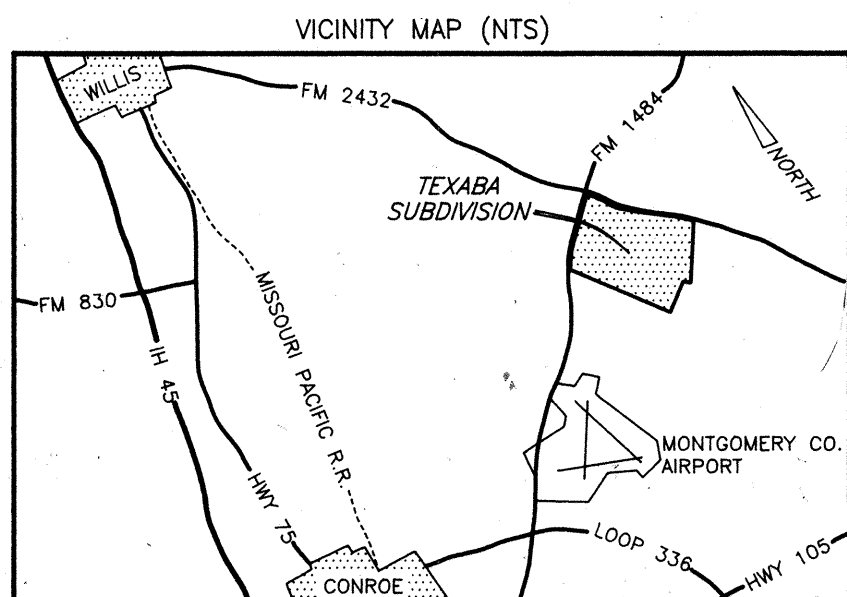 VICINITY MAP (NTS)
WILLIS
FM 2432
FM 1484
NORTH
TEXABA
SUBDIVISION
FM 830
MISSOURI PACIFIC R.R.
IH 45
MONTGOMERY CO.
AIRPORT
HWY 75
LOOP 336
HWY 105
CONROE